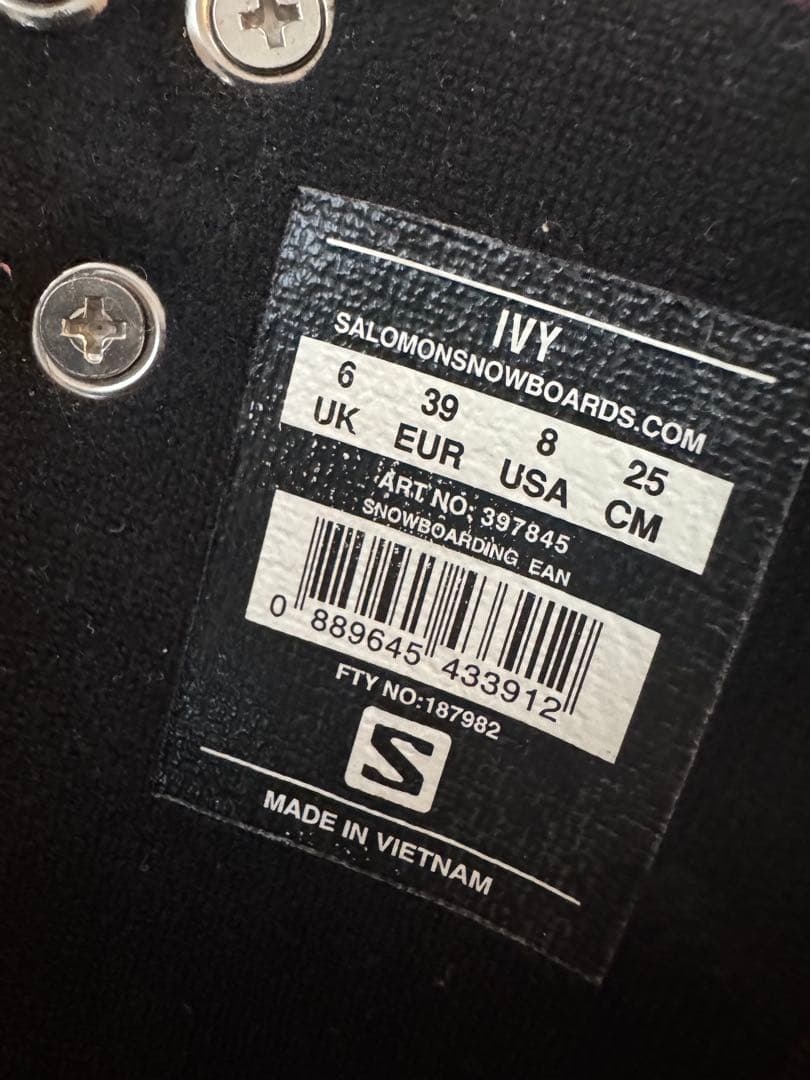 IVY
SALOMONSNOWBOARDS.COM
6 39 8 25
UK EUR USA CM
ART NO: 397845
SNOWBOARDING EAN
0 889645 433912
FTY NO:187982
S
MADE IN VIETNAM